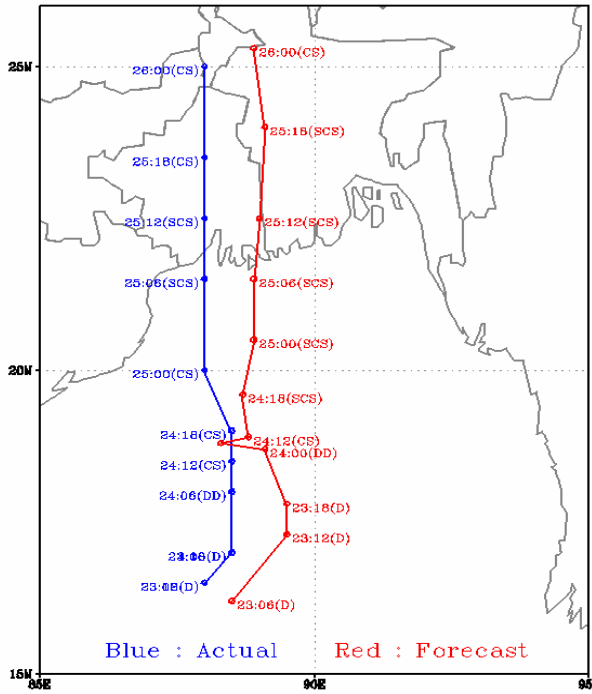 26:00(CS)
26:00(CS)
25N
25:18(SCS)
25:18(CS)
25:12(SCS)
25:12(SCS)
25:06(SCS)
25:06(SCS)
25:00(SCS)
25:00(CS)
20N
24:18(SCS)
24:18(CS)
24:12(CS)
24:00(DD)
24:12(CS)
24:06(DD)
23:18(D)
23:12(D)
23:06(D)
Blue : Actual
Red : Forecast
15N
85E
90E